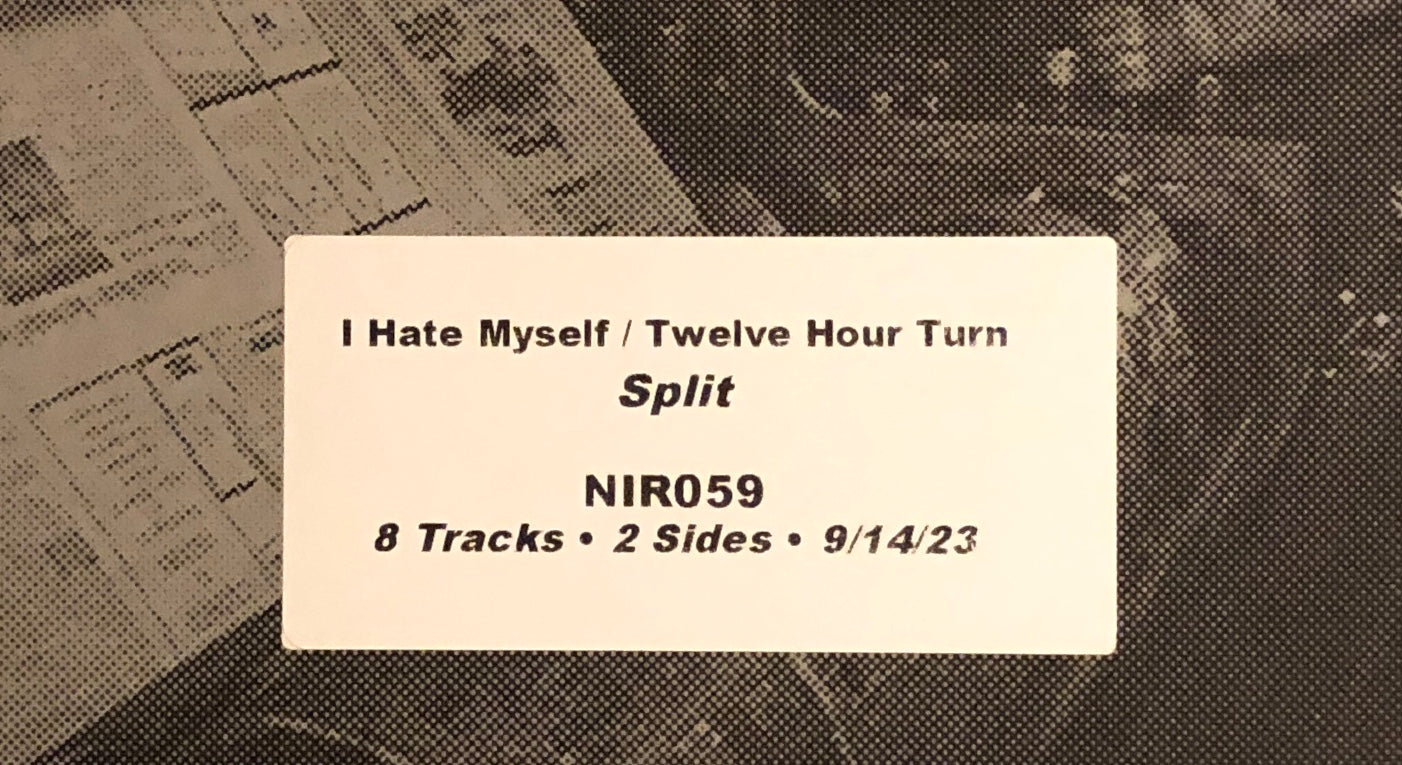 I Hate Myself / Twelve Hour Turn
Split
NIR059
8 Tracks • 2 Sides • 9/14/23